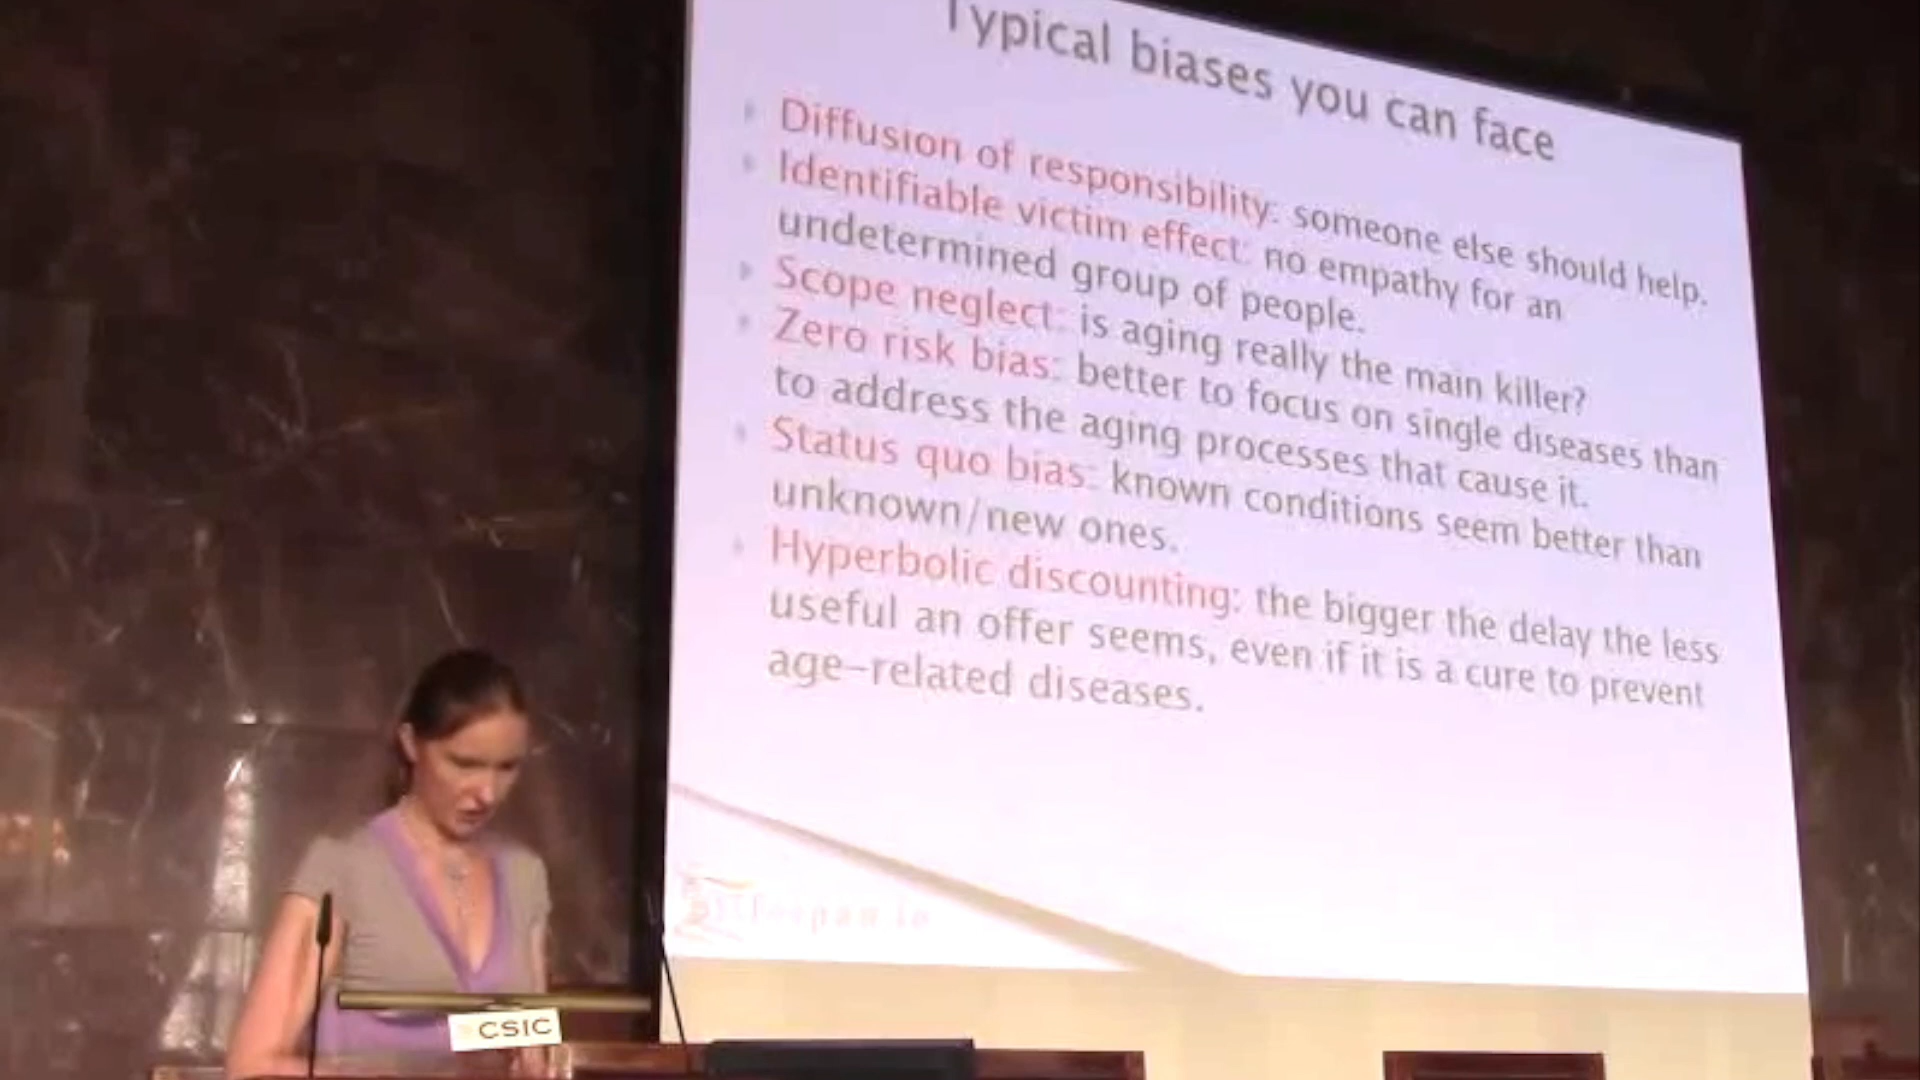 Typical biases you can face
Diffusion of responsibility: someone else should help.
Identifiable victim effect: no empathy for an
undetermined group of people.
Scope neglect: is aging really the main killer?
Zero risk bias: better to focus on single diseases than
to address the aging processes that cause it.
Status quo bias: known conditions seem better than
unknown/new ones.
Hyperbolic discounting: the bigger the delay the less
useful an offer seems, even if it is a cure to prevent
age-related diseases.
CSIC